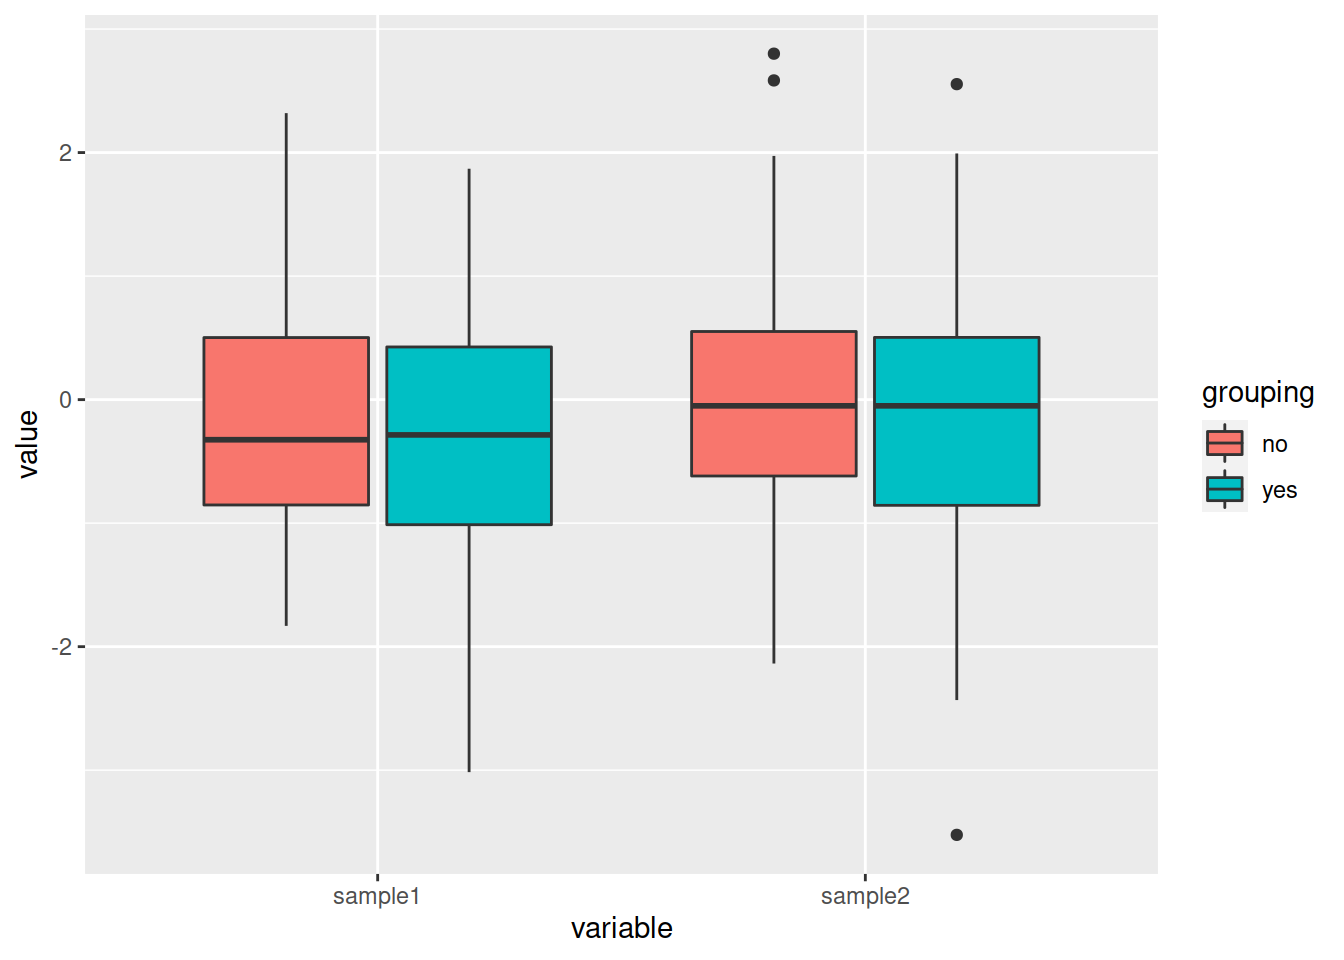 2
0
-2
value
sample1
sample2
variable
grouping
no
yes